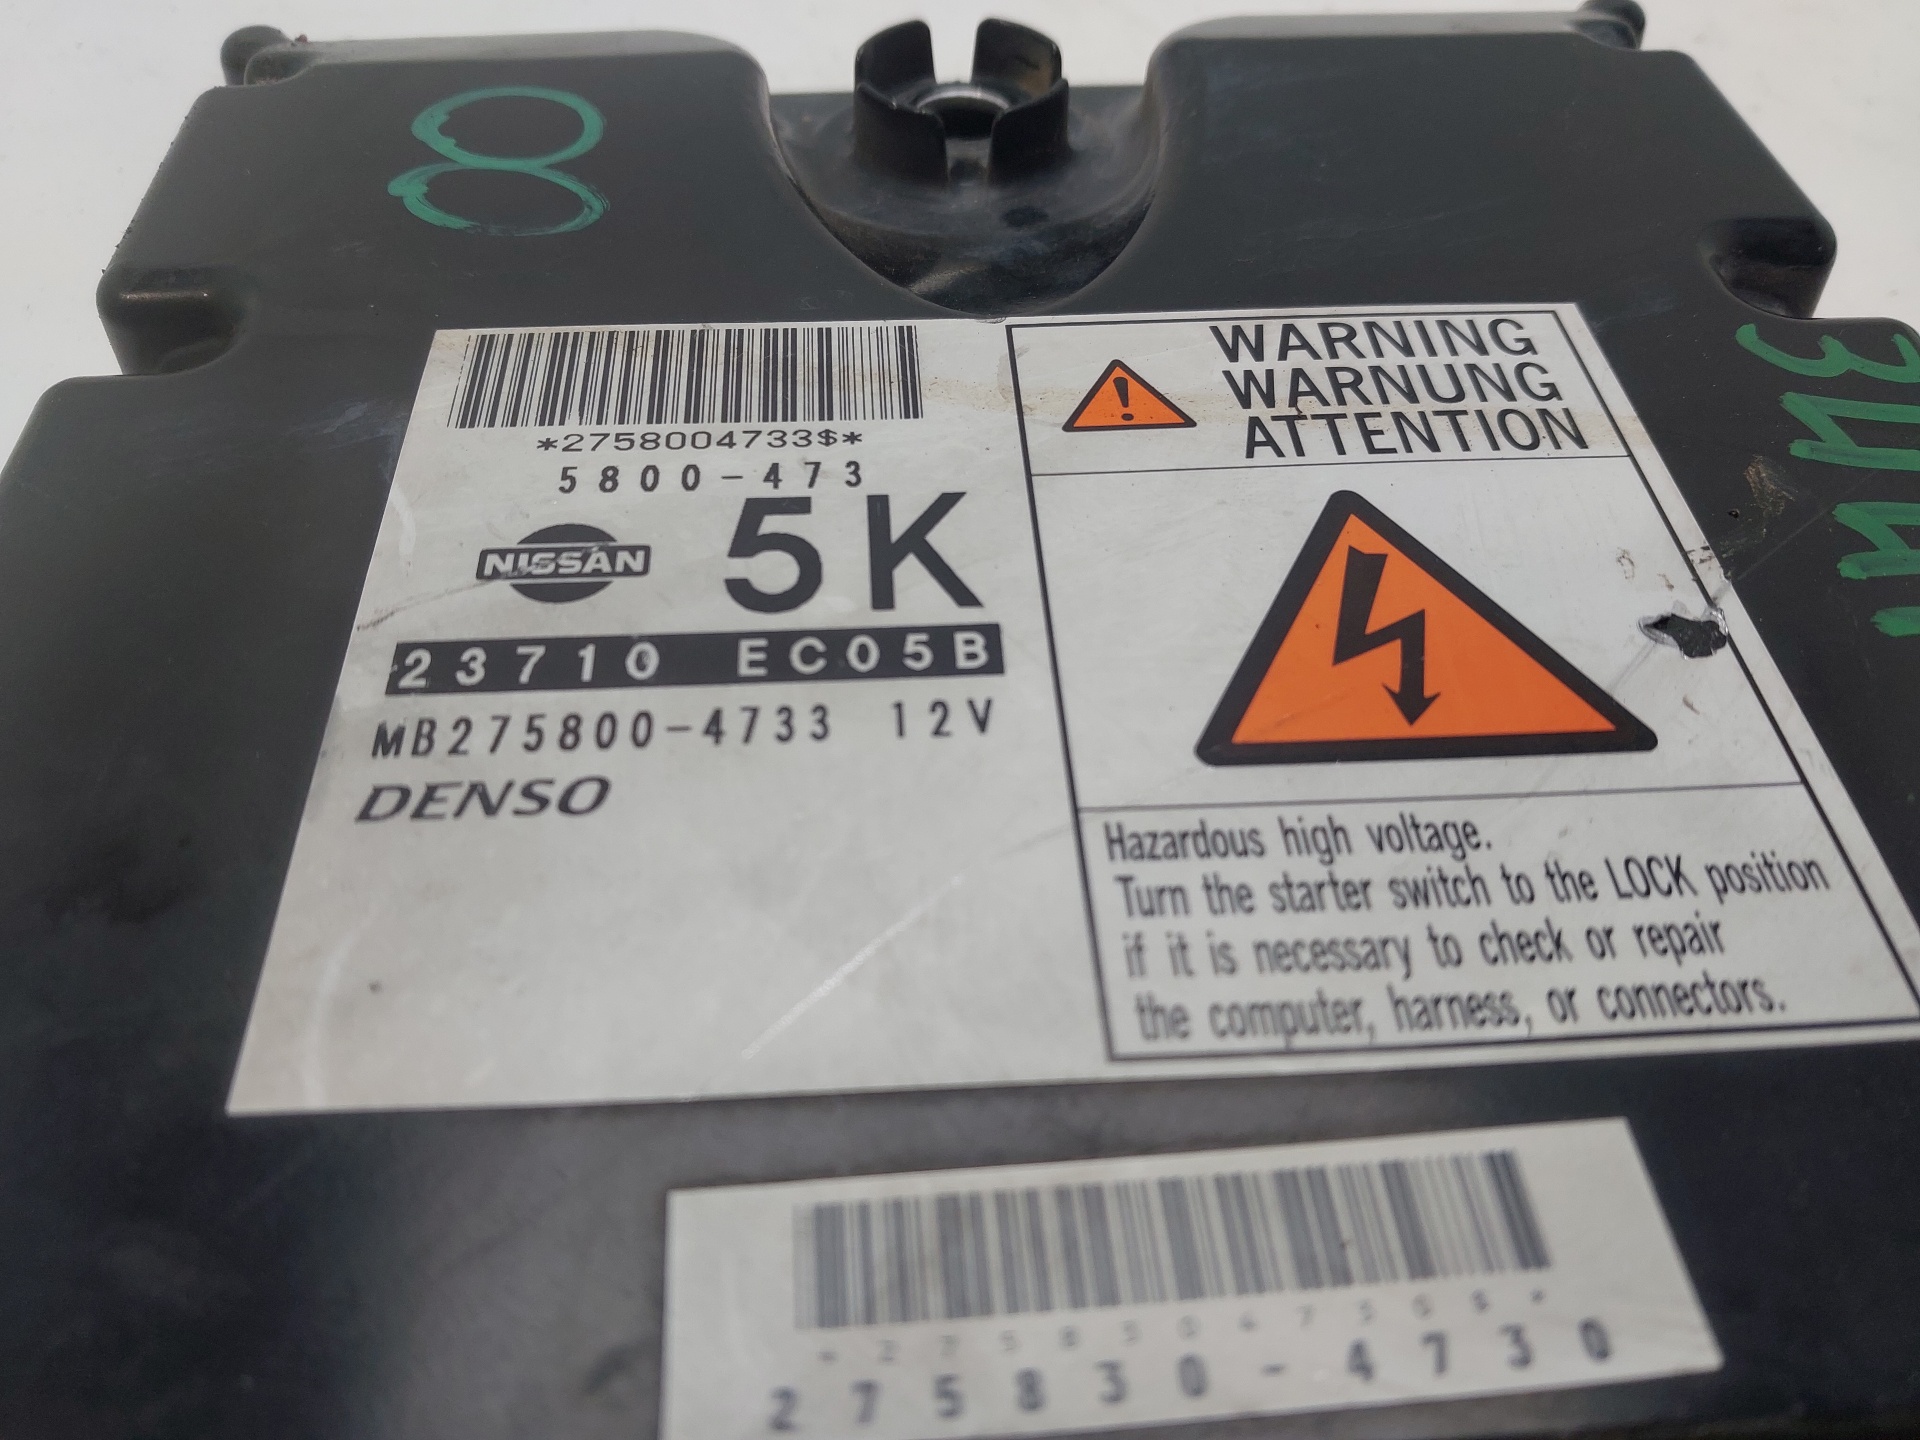 8
*2758004733$*
5800-473
NISSAN
5K
23710 EC05B
MB275800-4733 12V
DENSO
WARNING
WARNUNG
ATTENTION
Hazardous high voltage.
Turn the starter switch to the LOCK position
if it is necessary to check or repair
the computer, harness, or connectors.
275830-4730